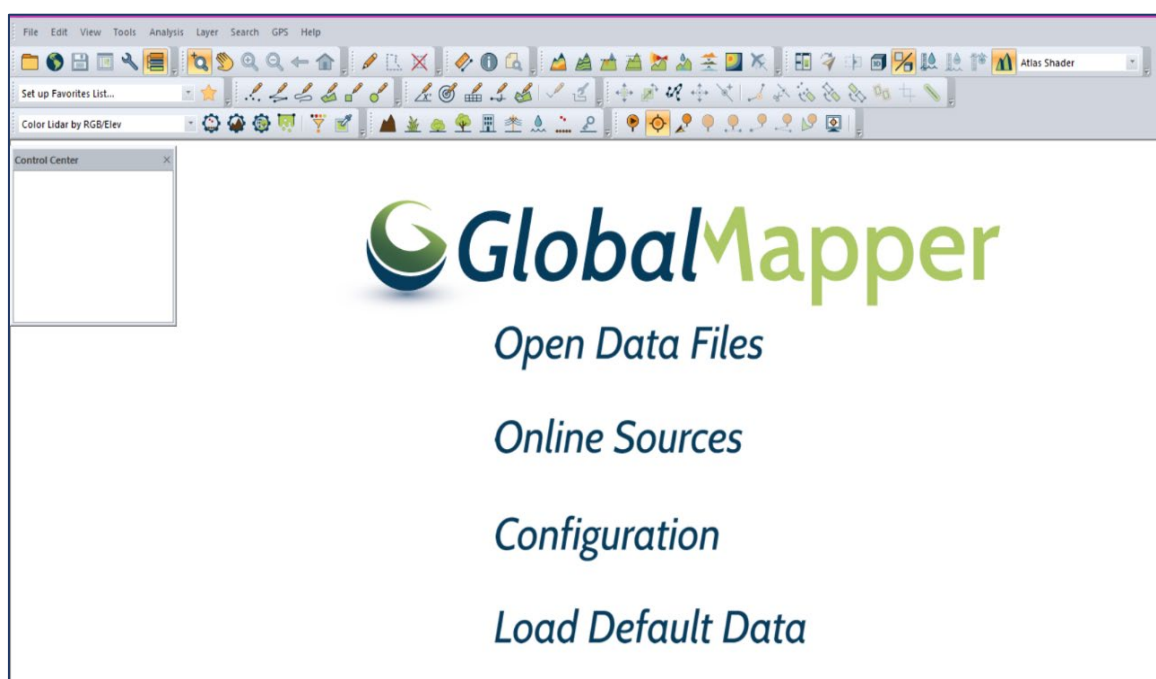 File Edit View Tools Analysis Layer Search GPS Help
Atlas Shader
Set up Favorites List...
Color Lidar by RGB/Elev
Control Center
GlobalMapper
Open Data Files
Online Sources
Configuration
Load Default Data